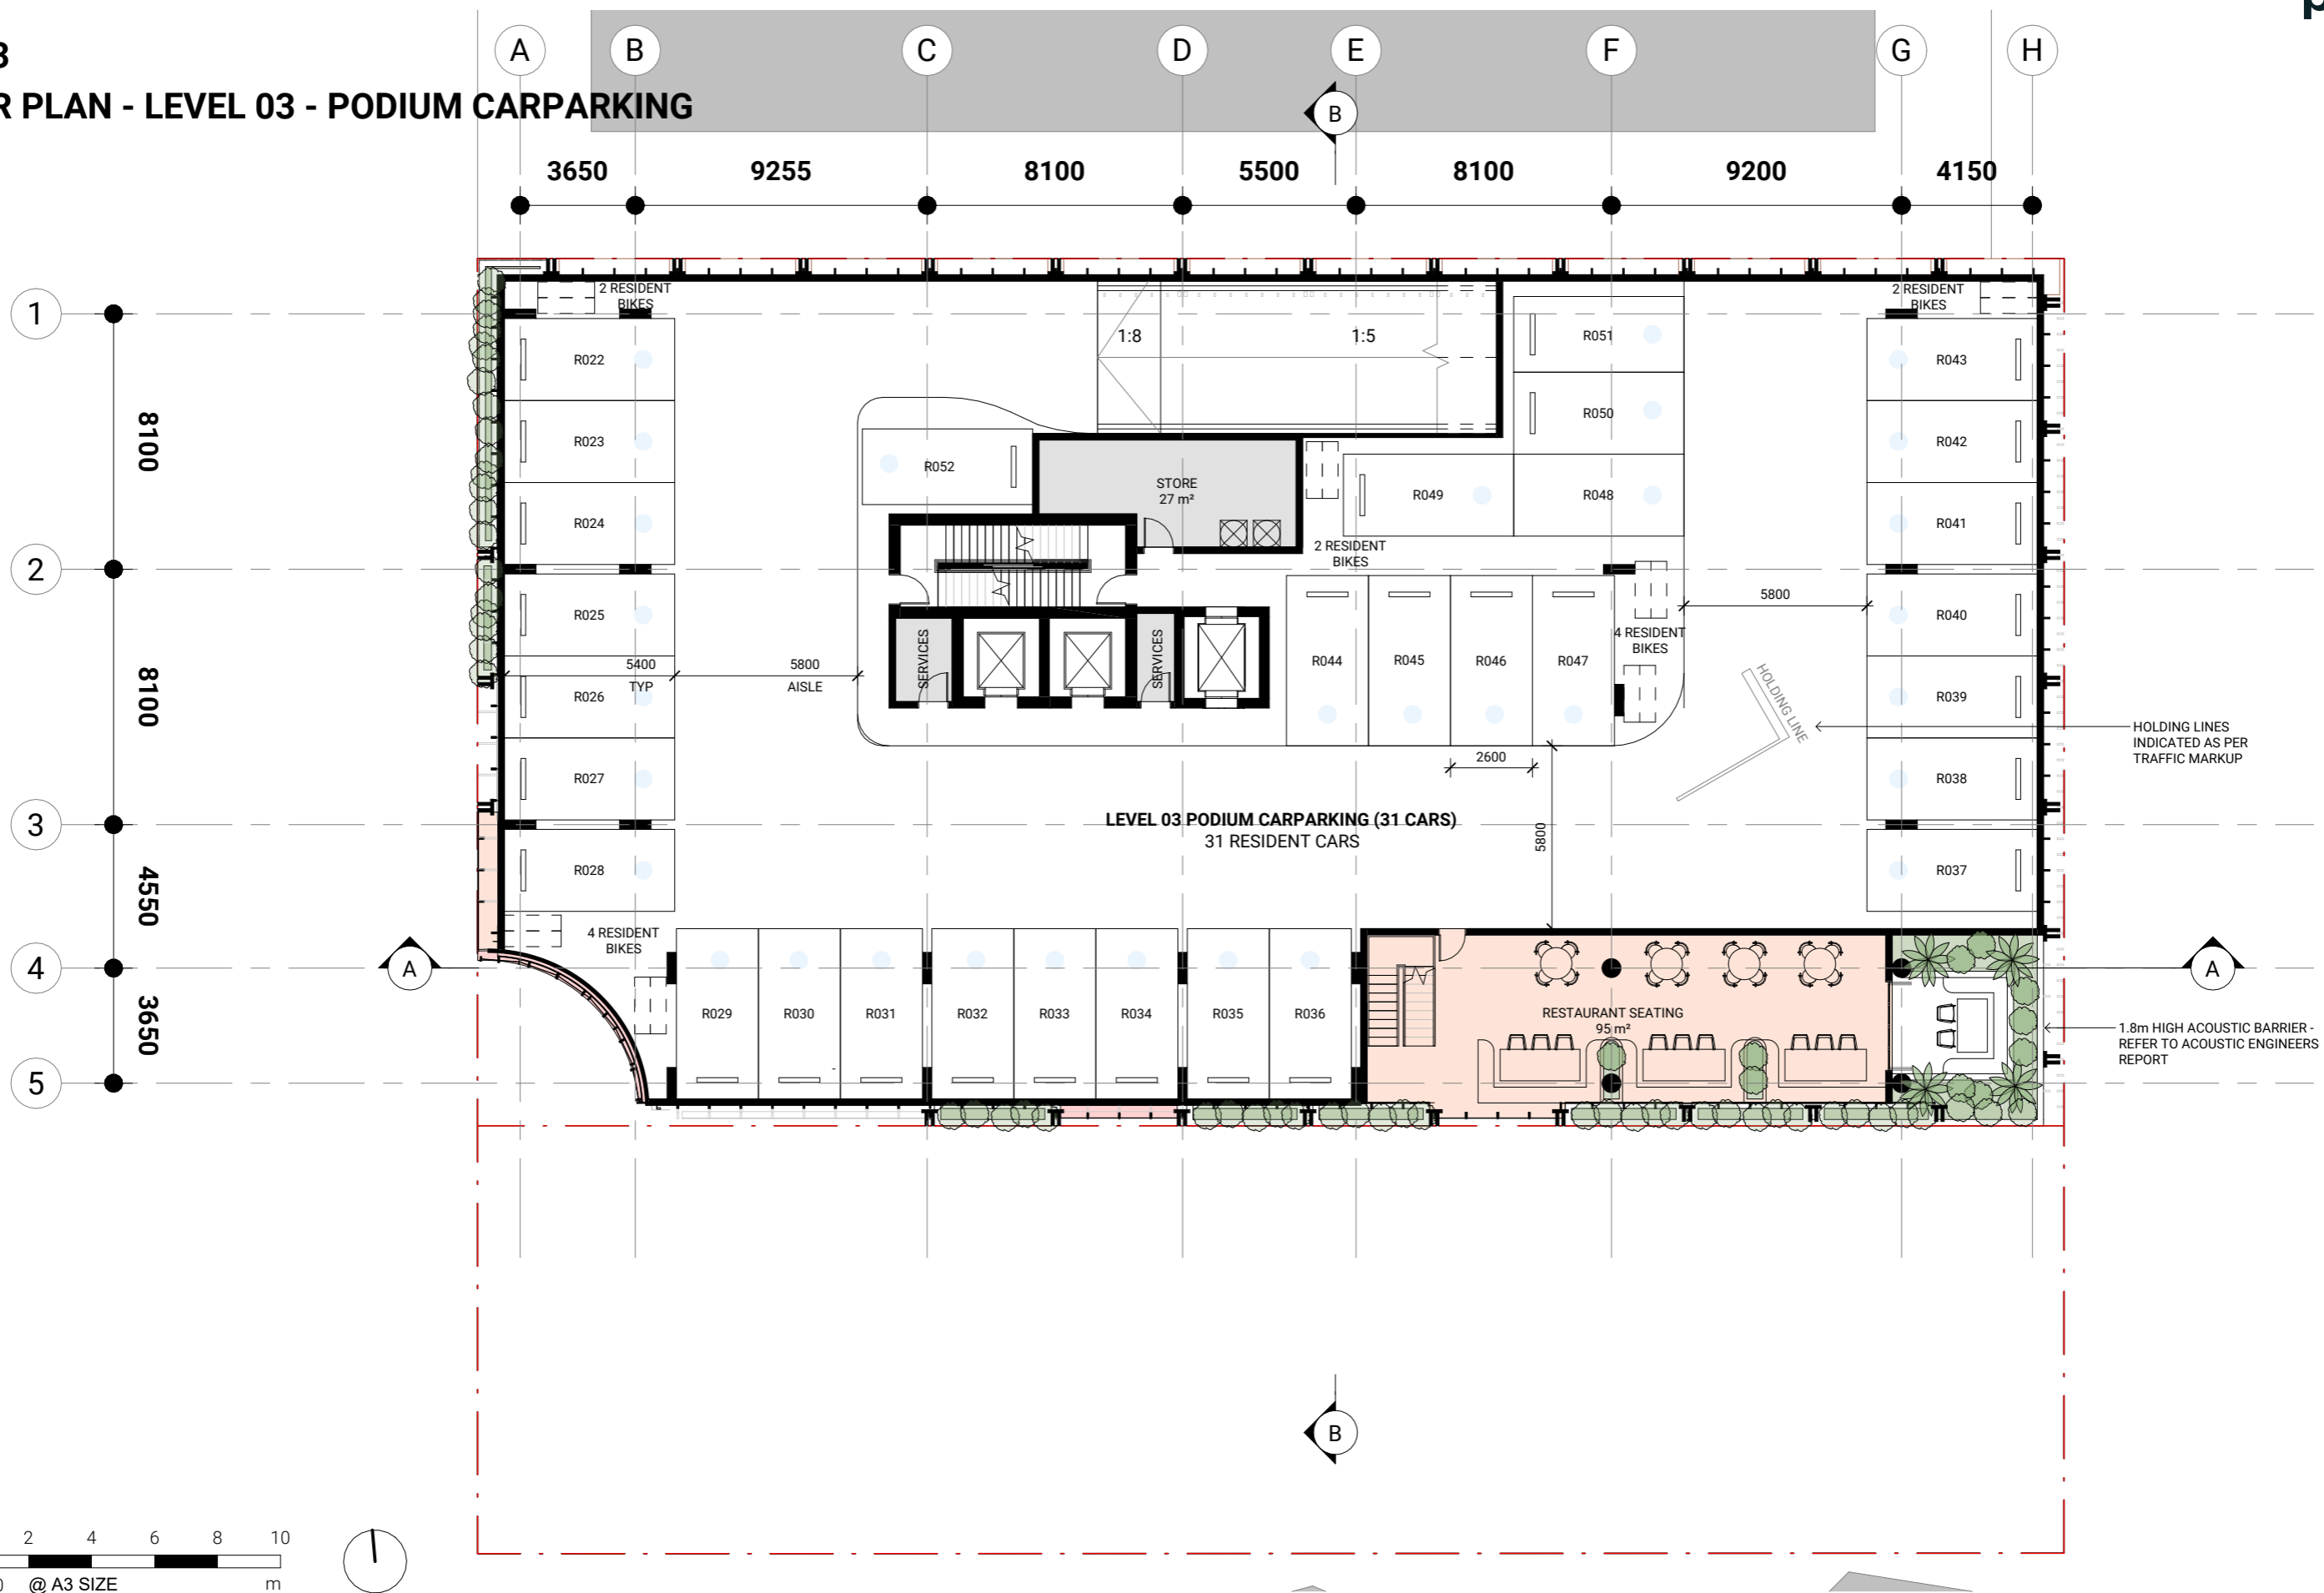 3
R PLAN - LEVEL 03 - PODIUM CARPARKING
A
B
C
D
E
F
G
H
B
3650
9255
8100
5500
8100
9200
4150
1
2
3
4
5
8100
8100
4550
3650
2 RESIDENT
BIKES
2 RESIDENT
BIKES
1:8
1:5
R022
R023
R024
R025
R026
R027
R028
5400
TYP
5800
AISLE
R052
STORE
27 m²
SERVICES
SERVICES
2 RESIDENT
BIKES
R051
R050
R049
R048
R044
R045
R046
R047
4 RESIDENT
BIKES
5800
2600
5800
R043
R042
R041
R040
R039
R038
R037
HOLDING LINE
HOLDING LINES
INDICATED AS PER
TRAFFIC MARKUP
LEVEL 03 PODIUM CARPARKING (31 CARS)
31 RESIDENT CARS
4 RESIDENT
BIKES
A
A
R029
R030
R031
R032
R033
R034
R035
R036
RESTAURANT SEATING
95 m²
1.8m HIGH ACOUSTIC BARRIER -
REFER TO ACOUSTIC ENGINEERS
REPORT
B
2 4 6 8 10
@ A3 SIZE m